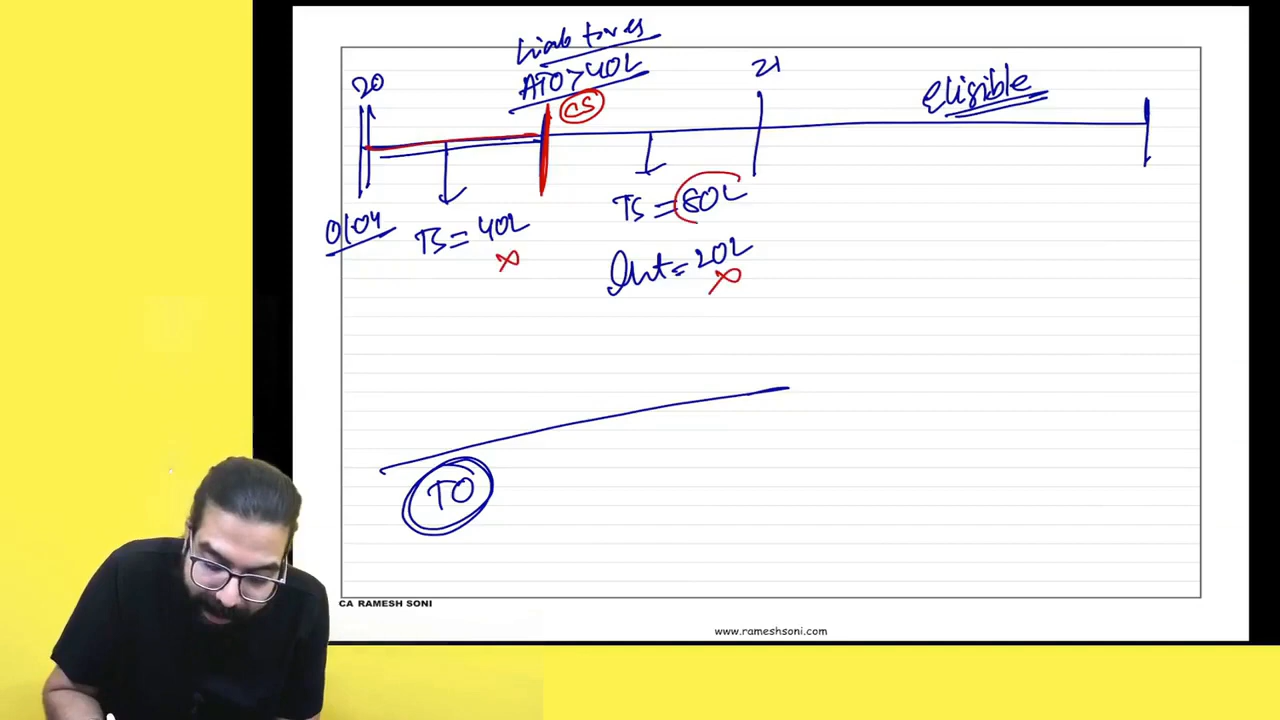 Liab to reg
20
ATO > 40L
CS
21
Eligible
01.04
TS = 40L
TS = 80L
Int = 20L
TO
CA RAMESH SONI
www.rameshsoni.com